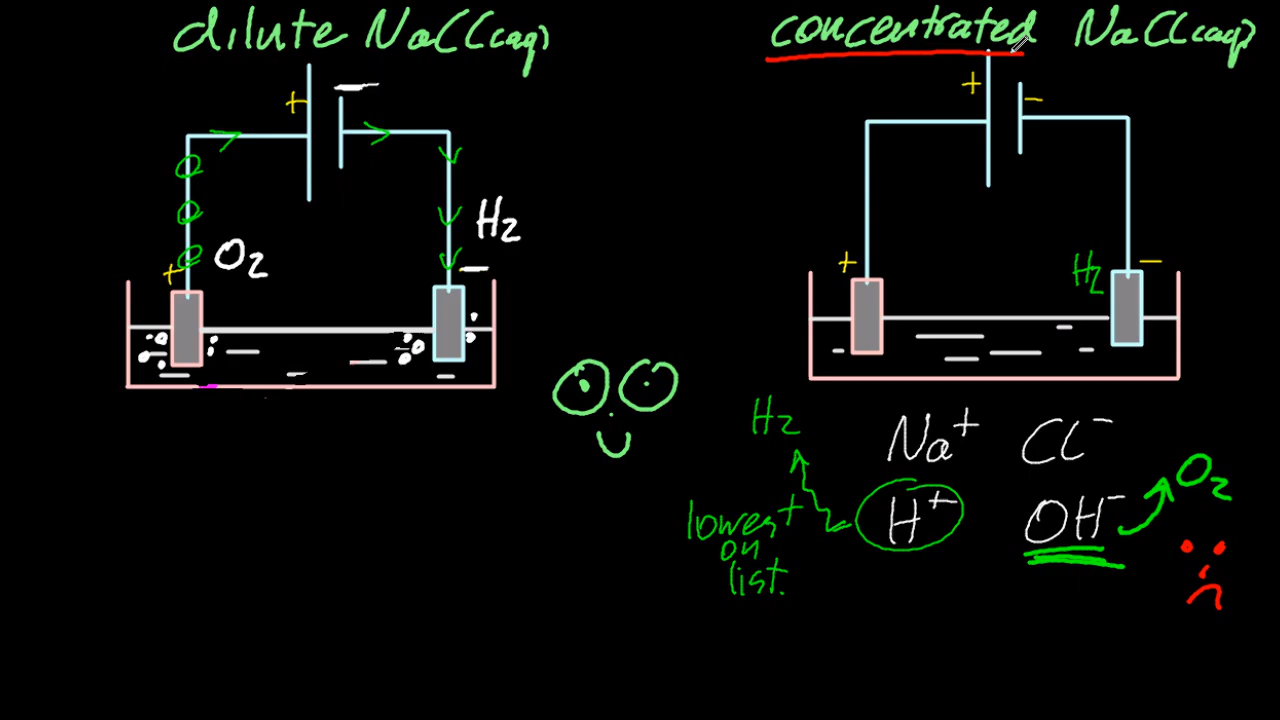 dilute NaCl(aq)
concentrated NaCl(aq)
+ −
+ −
H2
O2
+ −
+ H2 −
H2
Na+ Cl−
O2
H+ OH−
lowest
on
list.